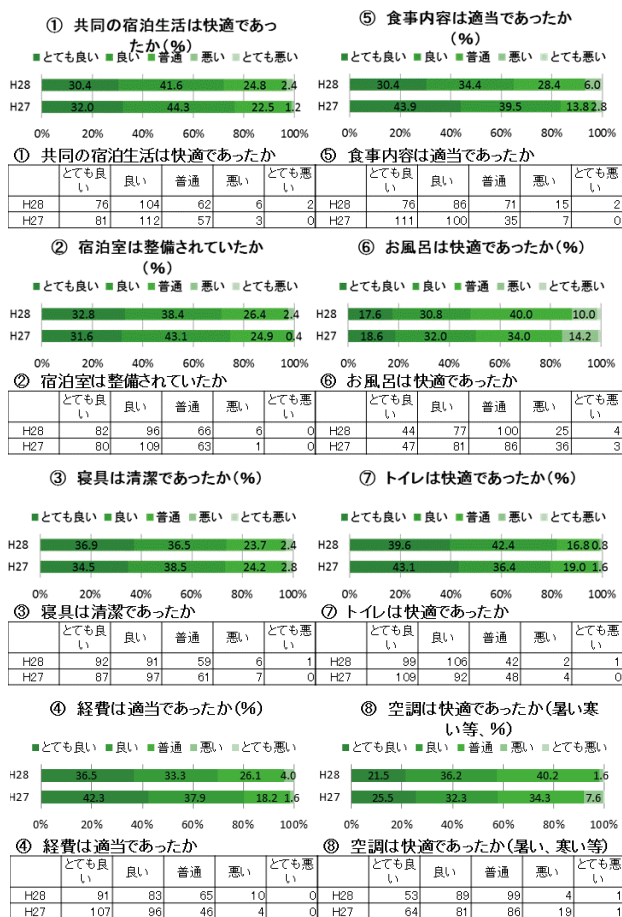 ① 共同の宿泊生活は快適であっ
たか(%)
■とても良い ■良い ■普通 ■悪い ■とても悪い
H28 30.4 41.6 24.8 2.4
H27 32.0 44.3 22.5 1.2
0% 20% 40% 60% 80% 100%
① 共同の宿泊生活は快適であったか
とても良い 良い 普通 悪い とても悪い
H28 76 104 62 6 2
H27 81 112 57 3 0
⑤ 食事内容は適当であったか
(%)
■とても良い ■良い ■普通 ■悪い ■とても悪い
H28 30.4 34.4 28.4 6.0
H27 43.9 39.5 13.8 2.8
0% 20% 40% 60% 80% 100%
⑤ 食事内容は適当であったか
とても良い 良い 普通 悪い とても悪い
H28 76 86 71 15 2
H27 111 100 35 7 0
② 宿泊室は整備されていたか
(%)
■とても良い ■良い ■普通 ■悪い ■とても悪い
H28 32.8 38.4 26.4 2.4
H27 31.6 43.1 24.9 0.4
0% 20% 40% 60% 80% 100%
② 宿泊室は整備されていたか
とても良い 良い 普通 悪い とても悪い
H28 82 96 66 6 0
H27 80 109 63 1 0
⑥ お風呂は快適であったか(%)
■とても良い ■良い ■普通 ■悪い ■とても悪い
H28 17.6 30.8 40.0 10.0
H27 18.6 32.0 34.0 14.2
0% 20% 40% 60% 80% 100%
⑥ お風呂は快適であったか
とても良い 良い 普通 悪い とても悪い
H28 44 77 100 25 4
H27 47 81 86 36 3
③ 寝具は清潔であったか(%)
■とても良い ■良い ■普通 ■悪い ■とても悪い
H28 36.9 36.5 23.7 2.4
H27 34.5 38.5 24.2 2.8
0% 20% 40% 60% 80% 100%
③ 寝具は清潔であったか
とても良い 良い 普通 悪い とても悪い
H28 92 91 59 6 1
H27 87 97 61 7 0
⑦ トイレは快適であったか(%)
■とても良い ■良い ■普通 ■悪い ■とても悪い
H28 39.6 42.4 16.8 0.8
H27 43.1 36.4 19.0 1.6
0% 20% 40% 60% 80% 100%
⑦ トイレは快適であったか
とても良い 良い 普通 悪い とても悪い
H28 99 106 42 2 1
H27 109 92 48 4 0
④ 経費は適当であったか(%)
■とても良い ■良い ■普通 ■悪い ■とても悪い
H28 36.5 33.3 26.1 4.0
H27 42.3 37.9 18.2 1.6
0% 20% 40% 60% 80% 100%
④ 経費は適当であったか
とても良い 良い 普通 悪い とても悪い
H28 91 83 65 10 0
H27 107 96 46 4 0
⑧ 空調は快適であったか(暑い寒
い等、%)
■とても良い ■良い ■普通 ■悪い ■とても悪い
H28 21.5 36.2 40.2 1.6
H27 25.5 32.3 34.3 7.6
0% 20% 40% 60% 80% 100%
⑧ 空調は快適であったか(暑い、寒い等)
とても良い 良い 普通 悪い とても悪い
H28 53 89 99 4 1
H27 64 81 86 19 1